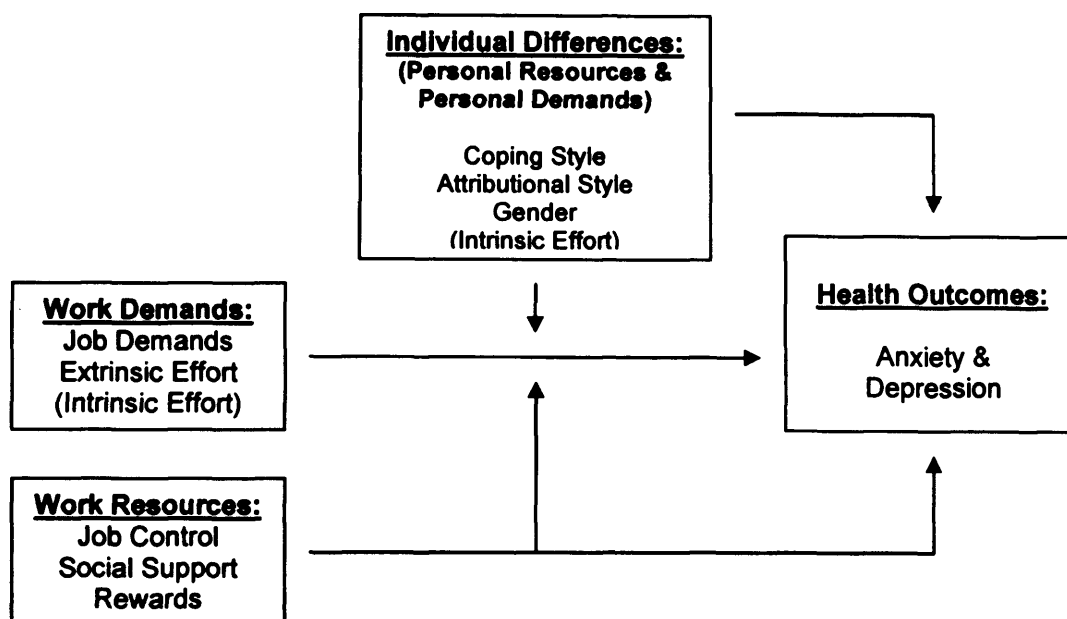 Individual Differences:
(Personal Resources &
Personal Demands)
Coping Style
Attributional Style
Gender
(Intrinsic Effort)
Work Demands:
Job Demands
Extrinsic Effort
(Intrinsic Effort)
Health Outcomes:
Anxiety &
Depression
Work Resources:
Job Control
Social Support
Rewards